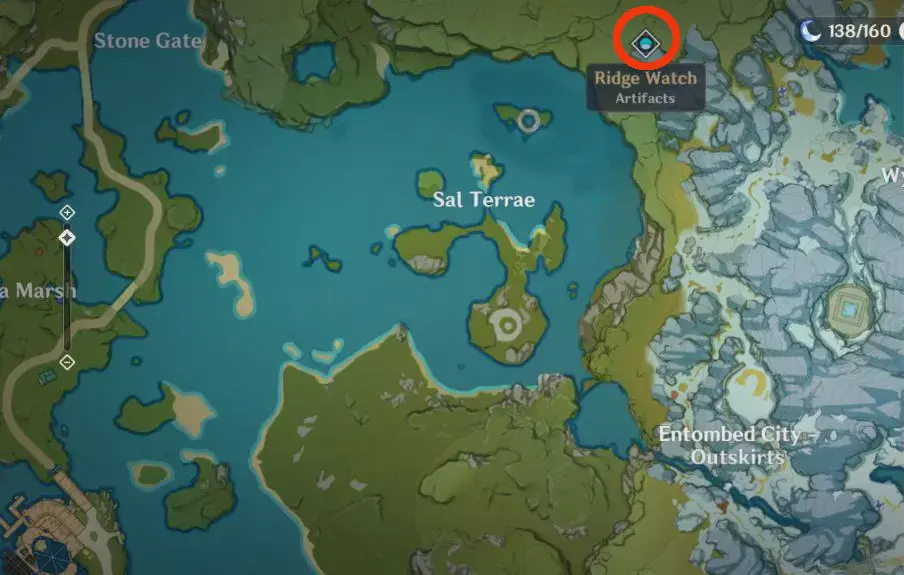 Stone Gate
138/160
Ridge Watch
Artifacts
Sal Terrae
Wy
a Marsh
Entombed City –
Outskirts